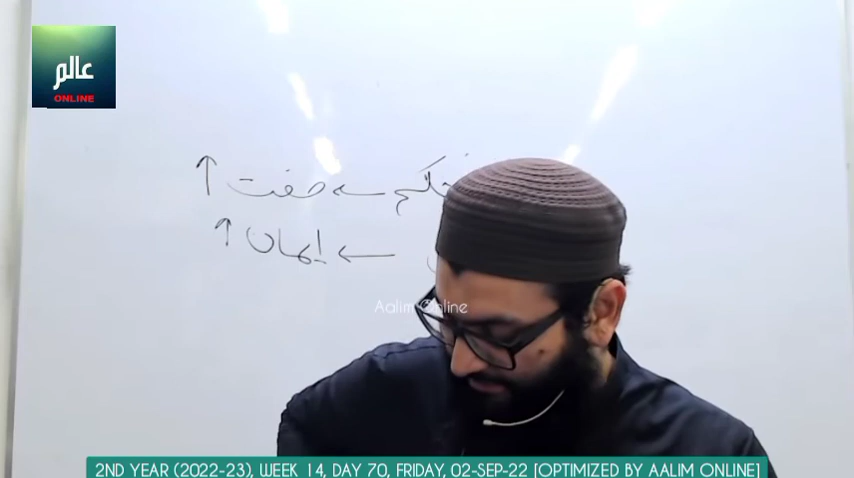 عالم
ONLINE
صفت ↑
← ایمان ↑
Aalim Online
2ND YEAR (2022-23), WEEK 14, DAY 70, FRIDAY, 02-SEP-22 [OPTIMIZED BY AALIM ONLINE]